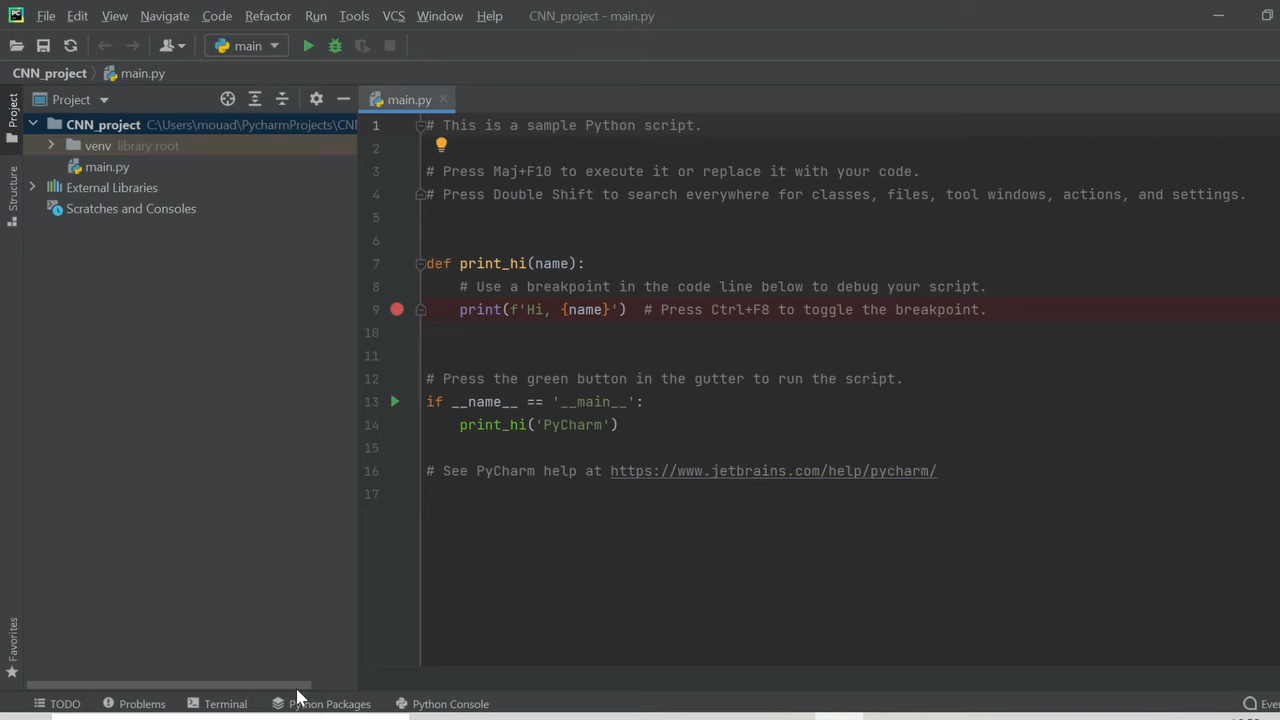 PC File Edit View Navigate Code Refactor Run Tools VCS Window Help CNN_project - main.py
main
CNN_project main.py
Project
Project
main.py
CNN_project C:\Users\mouad\PycharmProjects\CNN
venv library root
main.py
External Libraries
Scratches and Consoles
Structure
Favorites
1 # This is a sample Python script.
2
3 # Press Maj+F10 to execute it or replace it with your code.
4 # Press Double Shift to search everywhere for classes, files, tool windows, actions, and settings.
5
6
7 def print_hi(name):
8 # Use a breakpoint in the code line below to debug your script.
9 print(f'Hi, {name}') # Press Ctrl+F8 to toggle the breakpoint.
10
11
12 # Press the green button in the gutter to run the script.
13 if __name__ == '__main__':
14 print_hi('PyCharm')
15
16 # See PyCharm help at https://www.jetbrains.com/help/pycharm/
17
TODO Problems Terminal Python Packages Python Console Eve